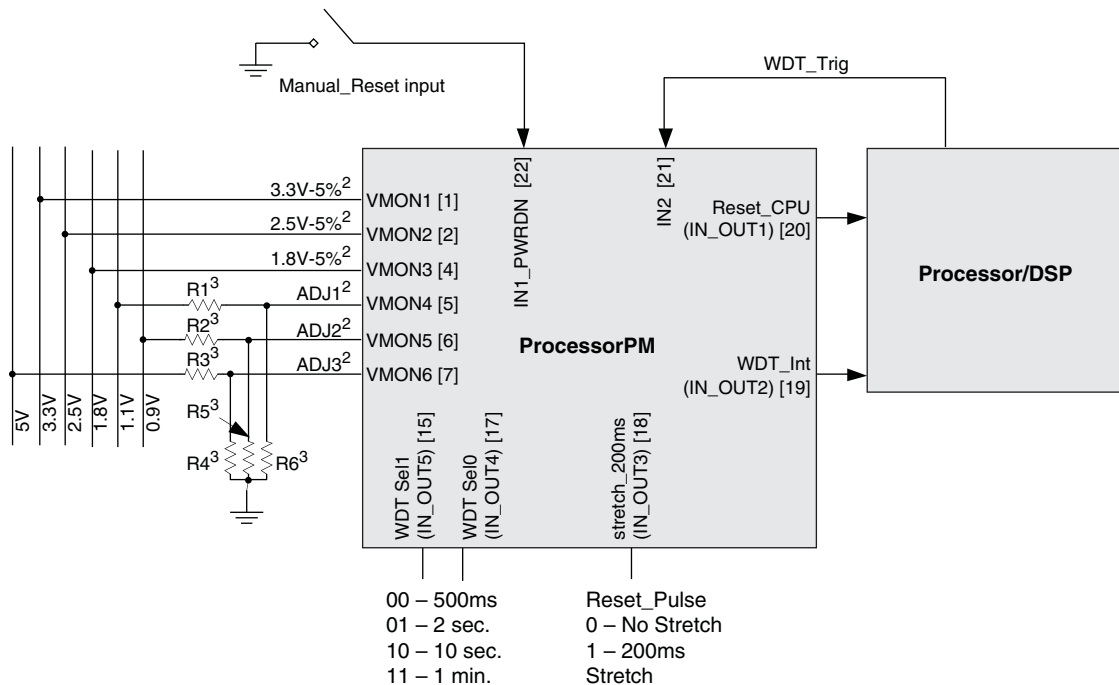 Manual_Reset input
WDT_Trig
3.3V-5%2
VMON1 [1]
2.5V-5%2
VMON2 [2]
1.8V-5%2
VMON3 [4]
R13
ADJ12
VMON4 [5]
R23
ADJ22
VMON5 [6]
R33
ADJ32
VMON6 [7]
IN1_PWRDN [22]
IN2 [21]
Reset_CPU
(IN_OUT1) [20]
Processor/DSP
ProcessorPM
WDT_Int
(IN_OUT2) [19]
5V
3.3V
2.5V
1.8V
1.1V
0.9V
R53
R43
R63
WDT Sel1
(IN_OUT5) [15]
WDT Sel0
(IN_OUT4) [17]
stretch_200ms
(IN_OUT3) [18]
00 – 500ms
01 – 2 sec.
10 – 10 sec.
11 – 1 min.
Reset_Pulse
0 – No Stretch
1 – 200ms
Stretch